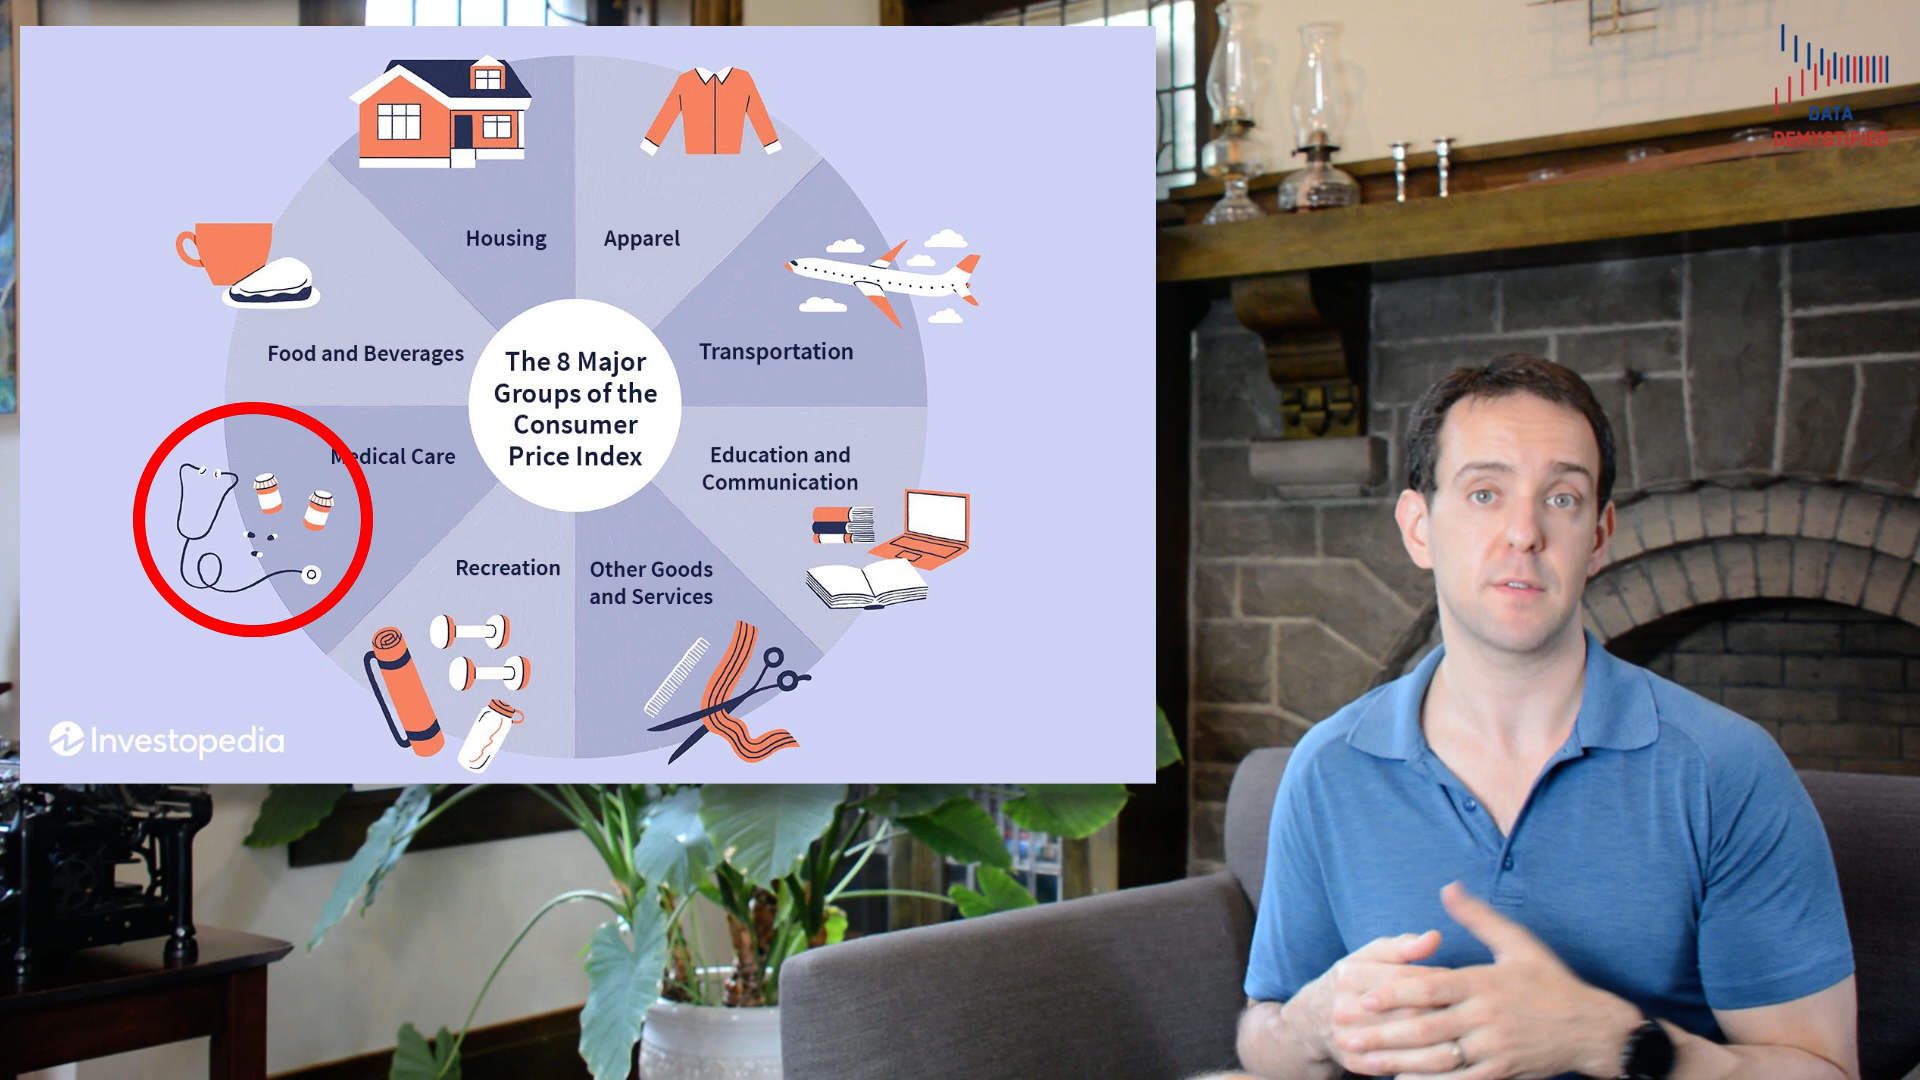 Housing
Apparel
Food and Beverages
Transportation
The 8 Major
Groups of the
Consumer
Price Index
Medical Care
Education and
Communication
Recreation
Other Goods
and Services
Investopedia
DATA
DEMYSTIFIED